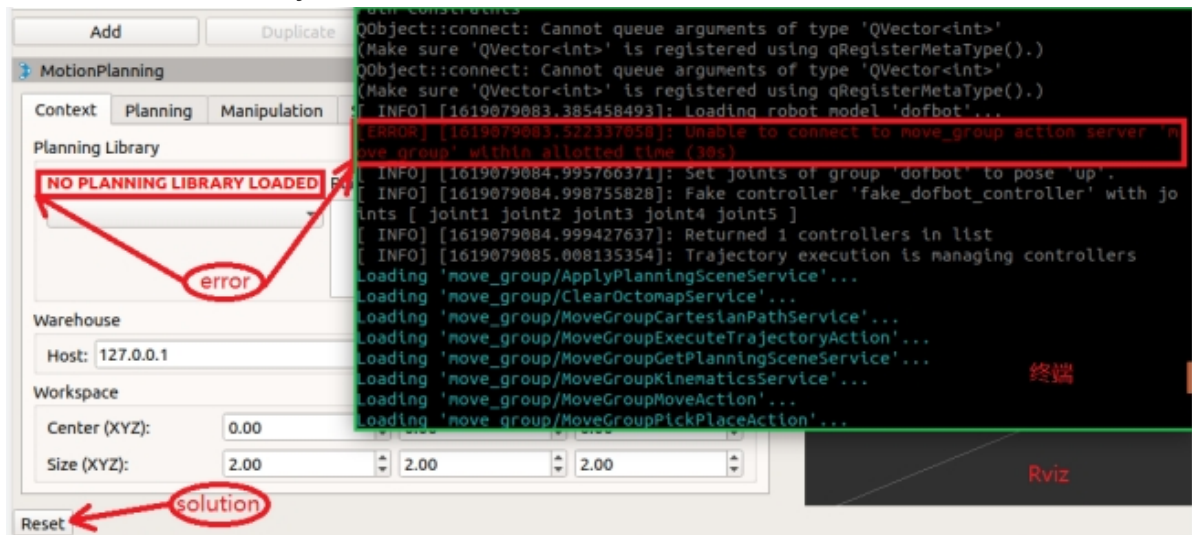 Add
Duplicate
MotionPlanning
Context
Planning
Manipulation
Planning Library
NO PLANNING LIBRARY LOADED
error
Warehouse
Host: 127.0.0.1
Workspace
Center (XYZ):
0.00
Size (XYZ):
2.00
2.00
2.00
solution
Reset
QObject::connect: Cannot queue arguments of type 'QVector<int>'
(Make sure 'QVector<int>' is registered using qRegisterMetaType().)
QObject::connect: Cannot queue arguments of type 'QVector<int>'
(Make sure 'QVector<int>' is registered using qRegisterMetaType().)
[ INFO] [1619079083.385458493]: Loading robot model 'dofbot'...
[ERROR] [1619079083.522337058]: Unable to connect to move_group action server 'm
ove_group' within allotted time (30s)
[ INFO] [1619079084.995766371]: Set joints of group 'dofbot' to pose 'up'.
[ INFO] [1619079084.998755828]: Fake controller 'fake_dofbot_controller' with jo
ints [ joint1 joint2 joint3 joint4 joint5 ]
[ INFO] [1619079084.999427637]: Returned 1 controllers in list
[ INFO] [1619079085.008135354]: Trajectory execution is managing controllers
Loading 'move_group/ApplyPlanningSceneService'...
Loading 'move_group/ClearOctomapService'...
Loading 'move_group/MoveGroupCartesianPathService'...
Loading 'move_group/MoveGroupExecuteTrajectoryAction'...
Loading 'move_group/MoveGroupGetPlanningSceneService'...
Loading 'move_group/MoveGroupKinematicsService'...
Loading 'move_group/MoveGroupMoveAction'...
Loading 'move_group/MoveGroupPickPlaceAction'...
终端
Rviz